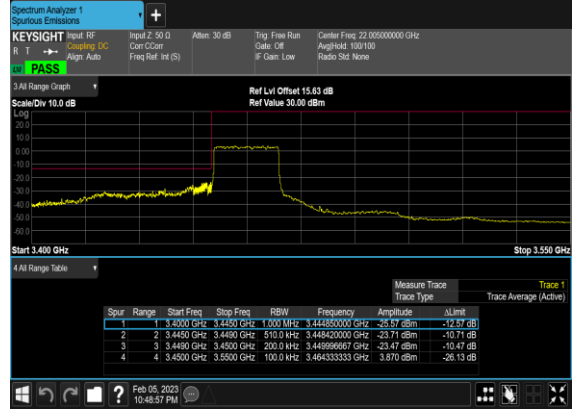 Spectrum Analyzer 1
Spurious Emissions
+
KEYSIGHT Input: RF Input Z: 50 Ω Atten: 30 dB Trig: Free Run Center Freq: 22.005000000 GHz
R T Coupling: DC Corr CCorr Gate: Off Avg|Hold: 100/100
Align: Auto Freq Ref: Int (S) IF Gain: Low Radio Std: None
PASS
3 All Range Graph Ref Lvl Offset 15.63 dB
Scale/Div 10.0 dB Ref Value 30.00 dBm
Log
20.0
10.0
0.00
-10.0
-20.0
-30.0
-40.0
-50.0
-60.0
Start 3.400 GHz Stop 3.550 GHz
4 All Range Table
Measure Trace Trace 1
Trace Type Trace Average (Active)
Spur Range Start Freq Stop Freq RBW Frequency Amplitude ΔLimit
1 1 3.4000 GHz 3.4450 GHz 1.000 MHz 3.444850000 GHz -25.57 dBm -12.57 dB
2 2 3.4450 GHz 3.4490 GHz 510.0 kHz 3.448420000 GHz -23.71 dBm -10.71 dB
3 3 3.4490 GHz 3.4500 GHz 200.0 kHz 3.449996667 GHz -23.47 dBm -10.47 dB
4 4 3.4500 GHz 3.5500 GHz 100.0 kHz 3.464333333 GHz 3.870 dBm -26.13 dB
? Feb 05, 2023
10:48:57 PM